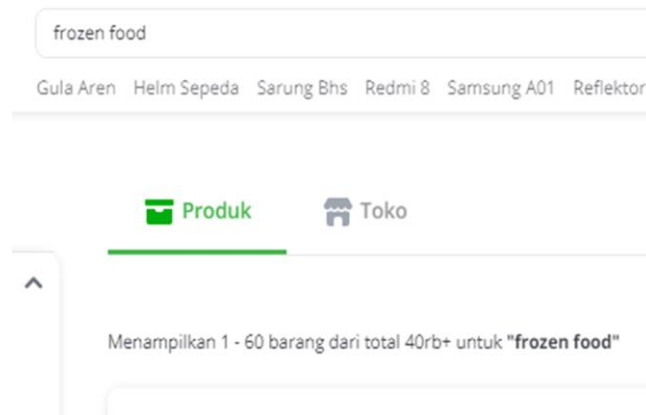 frozen food
Gula Aren Helm Sepeda Sarung Bhs Redmi 8 Samsung A01 Reflektor
Produk Toko
Menampilkan 1 - 60 barang dari total 40rb+ untuk "frozen food"